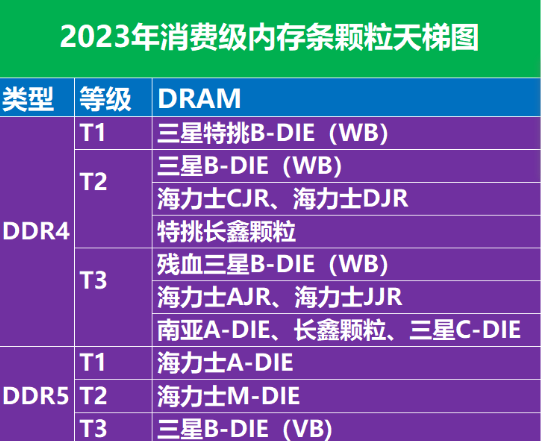 2023年消费级内存条颗粒天梯图
类型 等级 DRAM
DDR4
T1 三星特挑B-DIE（WB）
T2
三星B-DIE（WB）
海力士CJR、海力士DJR
特挑长鑫颗粒
T3
残血三星B-DIE（WB）
海力士AJR、海力士JJR
南亚A-DIE、长鑫颗粒、三星C-DIE
DDR5
T1 海力士A-DIE
T2 海力士M-DIE
T3 三星B-DIE（VB)